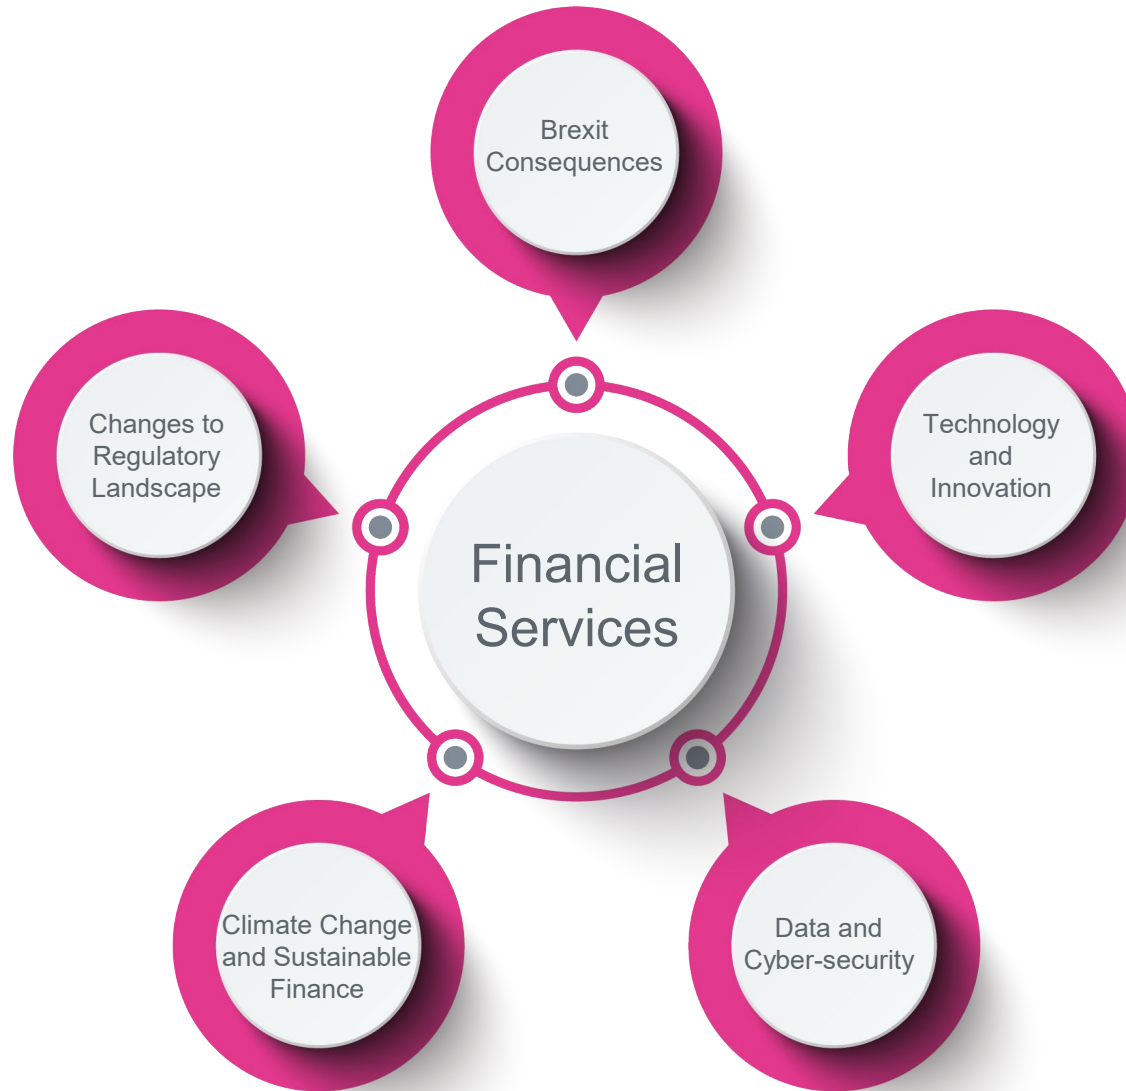 Brexit
Consequences
Changes to
Regulatory
Landscape
Technology
and
Innovation
Financial
Services
Climate Change
and Sustainable
Finance
Data and
Cyber-security